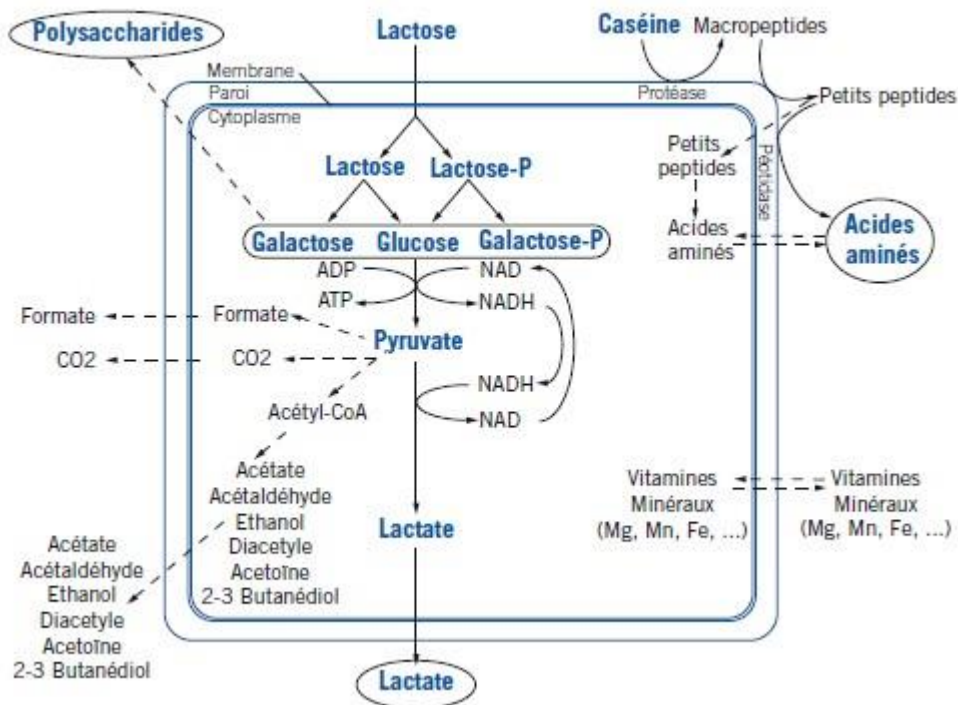 Polysaccharides
Lactose
Caséine Macropeptides
Membrane
Paroi
Cytoplasme
Protéase
Petits peptides
Peptidase
Lactose Lactose-P
Petits
peptides
Acides
aminés
Acides
aminés
Galactose Glucose Galactose-P
ADP NAD
ATP NADH
Formate Formate
Pyruvate
CO2 CO2
NADH
NAD
Acétyl-CoA
Acétate
Acétaldéhyde
Ethanol
Diacetyle
Acetoïne
2-3 Butanédiol
Lactate
Vitamines
Minéraux
(Mg, Mn, Fe, ...)
Vitamines
Minéraux
(Mg, Mn, Fe, ...)
Acétate
Acétaldéhyde
Ethanol
Diacetyle
Acetoïne
2-3 Butanédiol
Lactate